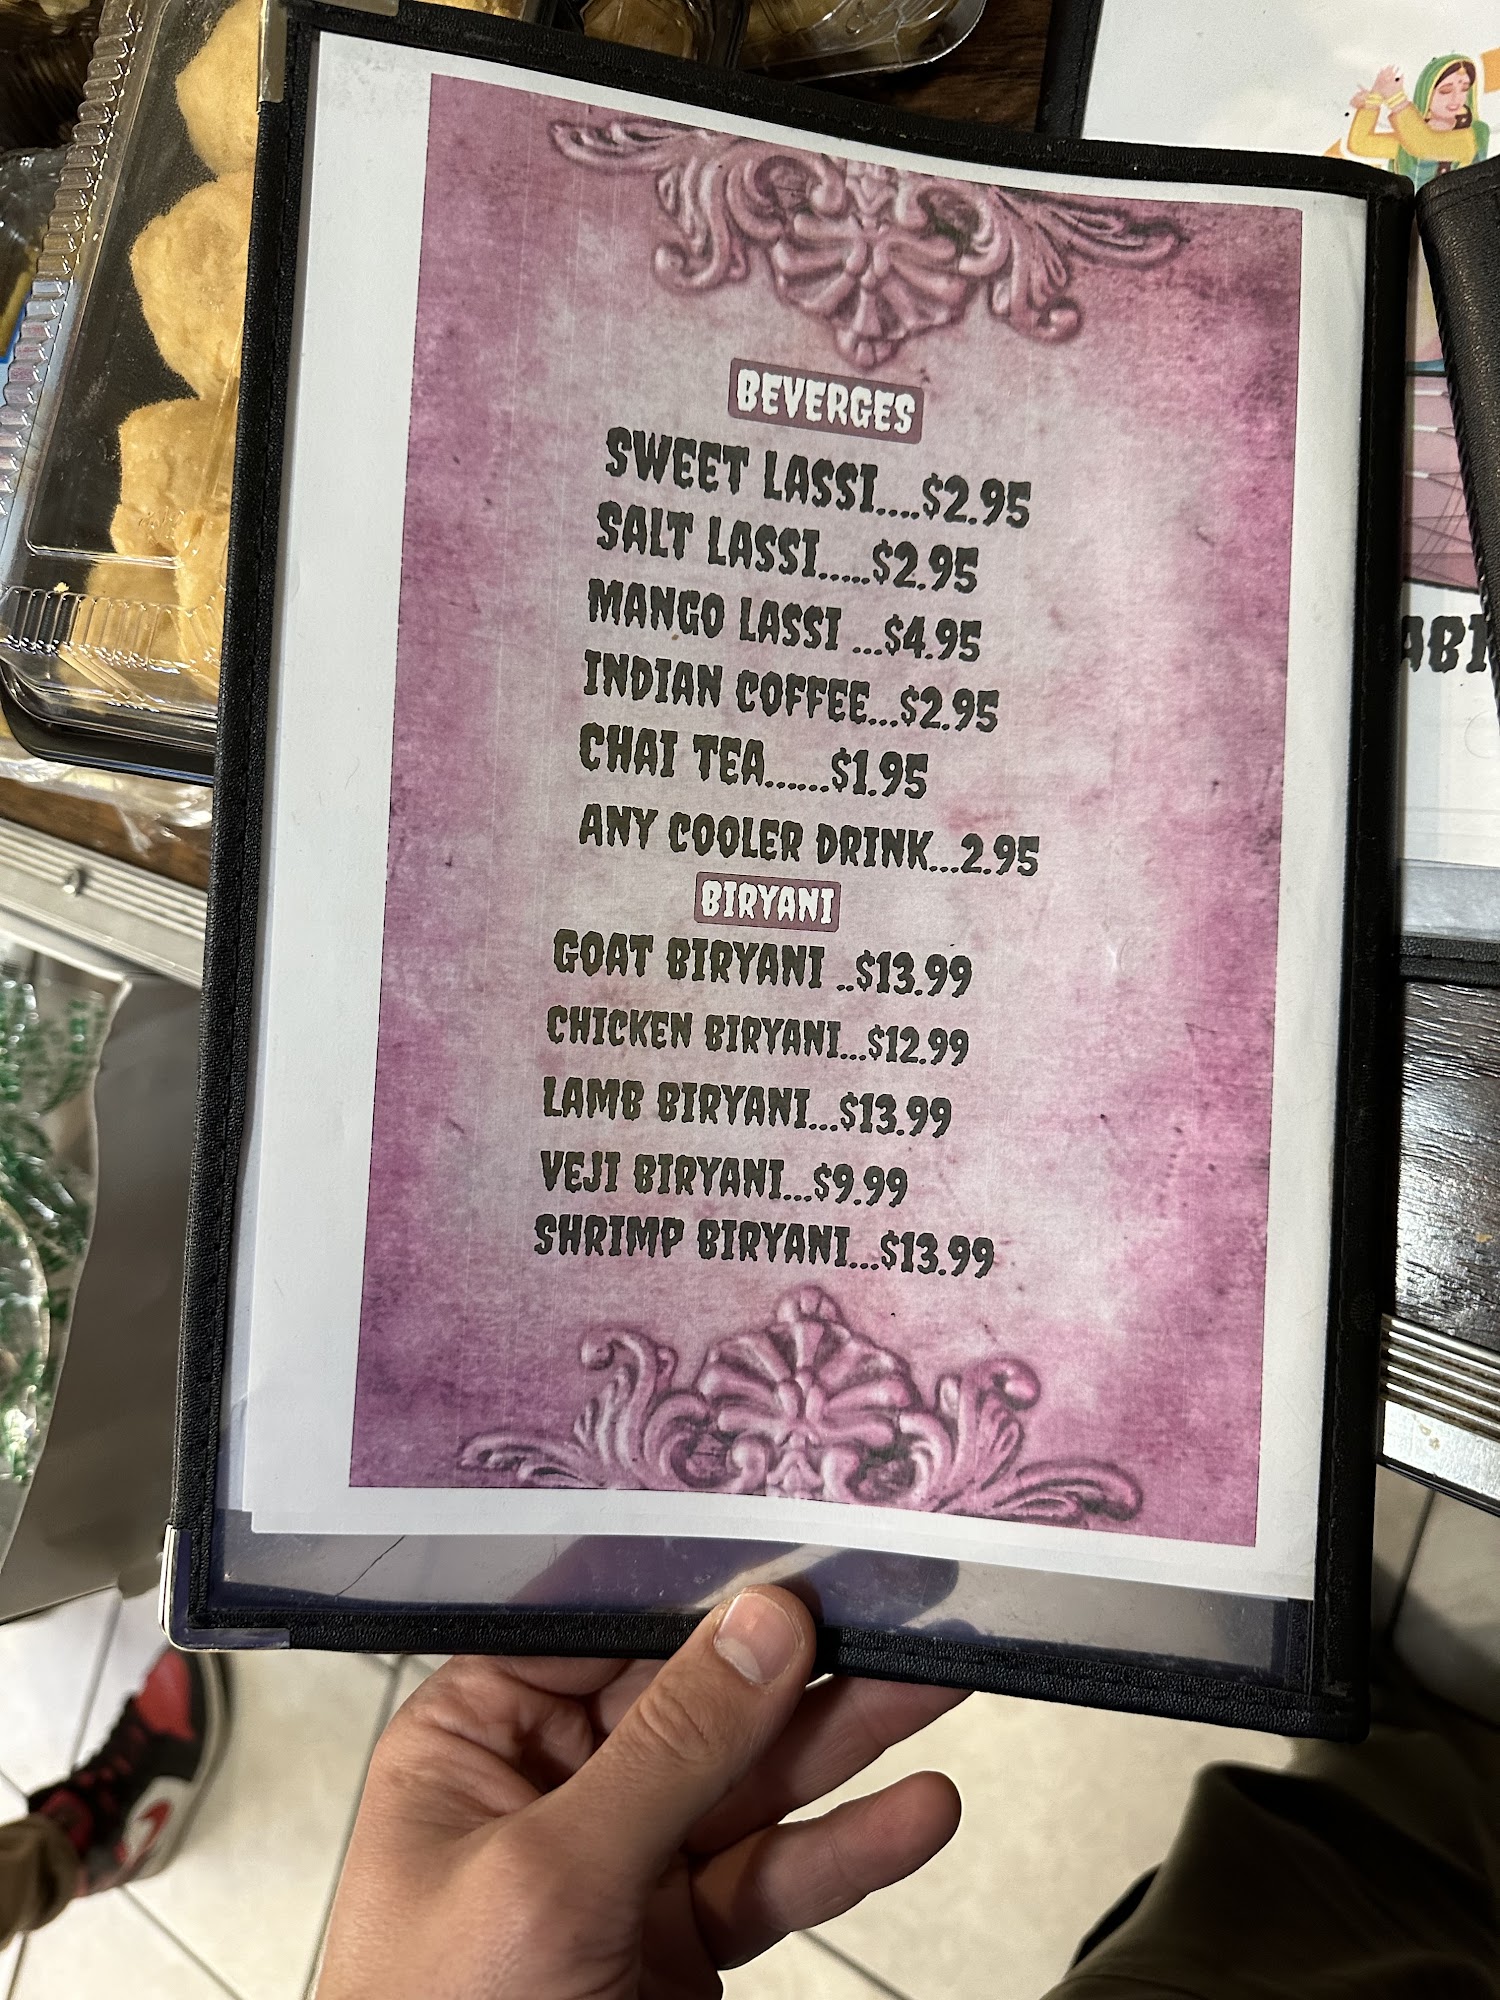 BEVERGES
SWEET LASSI....$2.95
SALT LASSI.....$2.95
MANGO LASSI ...$4.95
INDIAN COFFEE...$2.95
CHAI TEA......$1.95
ANY COOLER DRINK...2.95
BIRYANI
GOAT BIRYANI ..$13.99
CHICKEN BIRYANI...$12.99
LAMB BIRYANI...$13.99
VEJI BIRYANI...$9.99
SHRIMP BIRYANI...$13.99